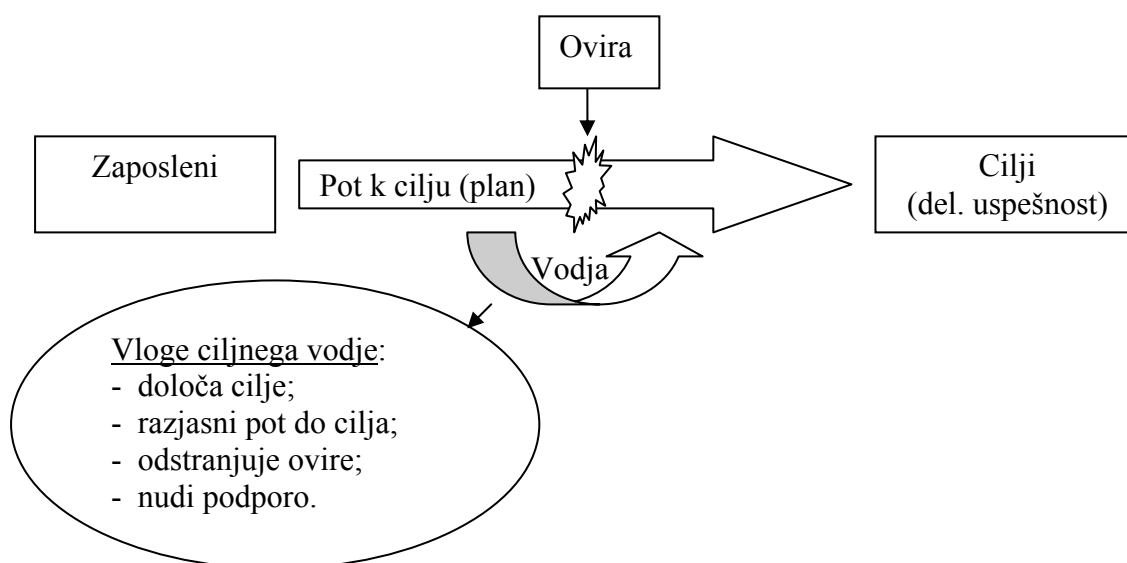 Ovira
Zaposleni
Pot k cilju (plan)
Cilji
(del. uspešnost)
Vodja
Vloge ciljnega vodje:
- določa cilje;
- razjasni pot do cilja;
- odstranjuje ovire;
- nudi podporo.